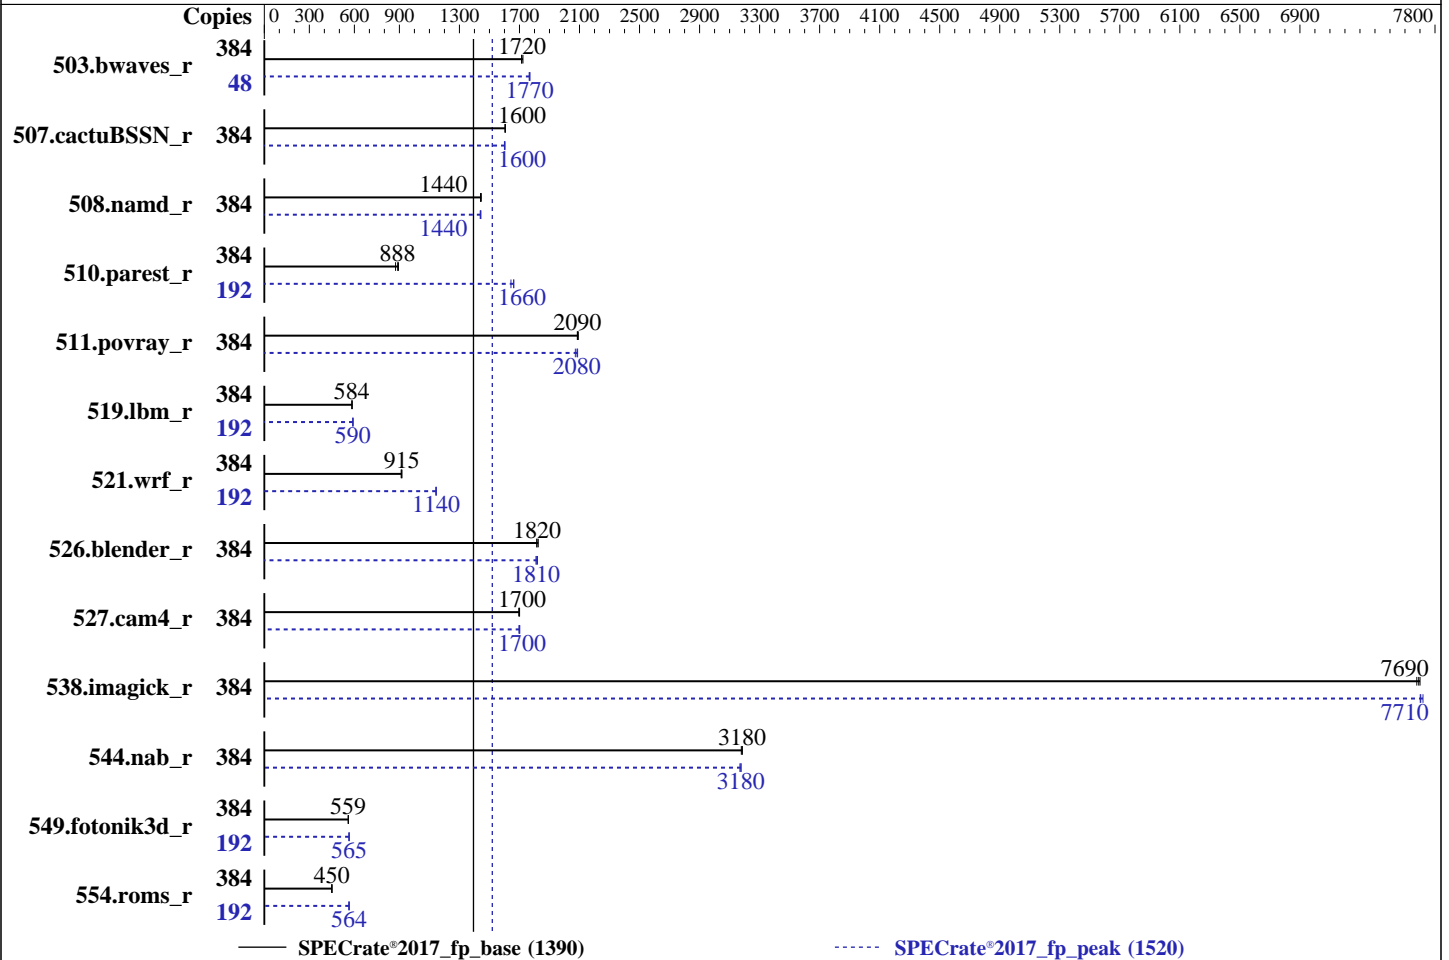 Copies 0 300 600 900 1300 1700 2100 2500 2900 3300 3700 4100 4500 4900 5300 5700 6100 6500 6900 7800
503.bwaves_r 384 1720
48 1770
507.cactuBSSN_r 384 1600
1600
508.namd_r 384 1440
1440
510.parest_r 384 888
192 1660
511.povray_r 384 2090
2080
519.lbm_r 384 584
192 590
521.wrf_r 384 915
192 1140
526.blender_r 384 1820
1810
527.cam4_r 384 1700
1700
538.imagick_r 384 7690
7710
544.nab_r 384 3180
3180
549.fotonik3d_r 384 559
192 565
554.roms_r 384 450
192 564
SPECrate®2017_fp_base (1390) SPECrate®2017_fp_peak (1520)